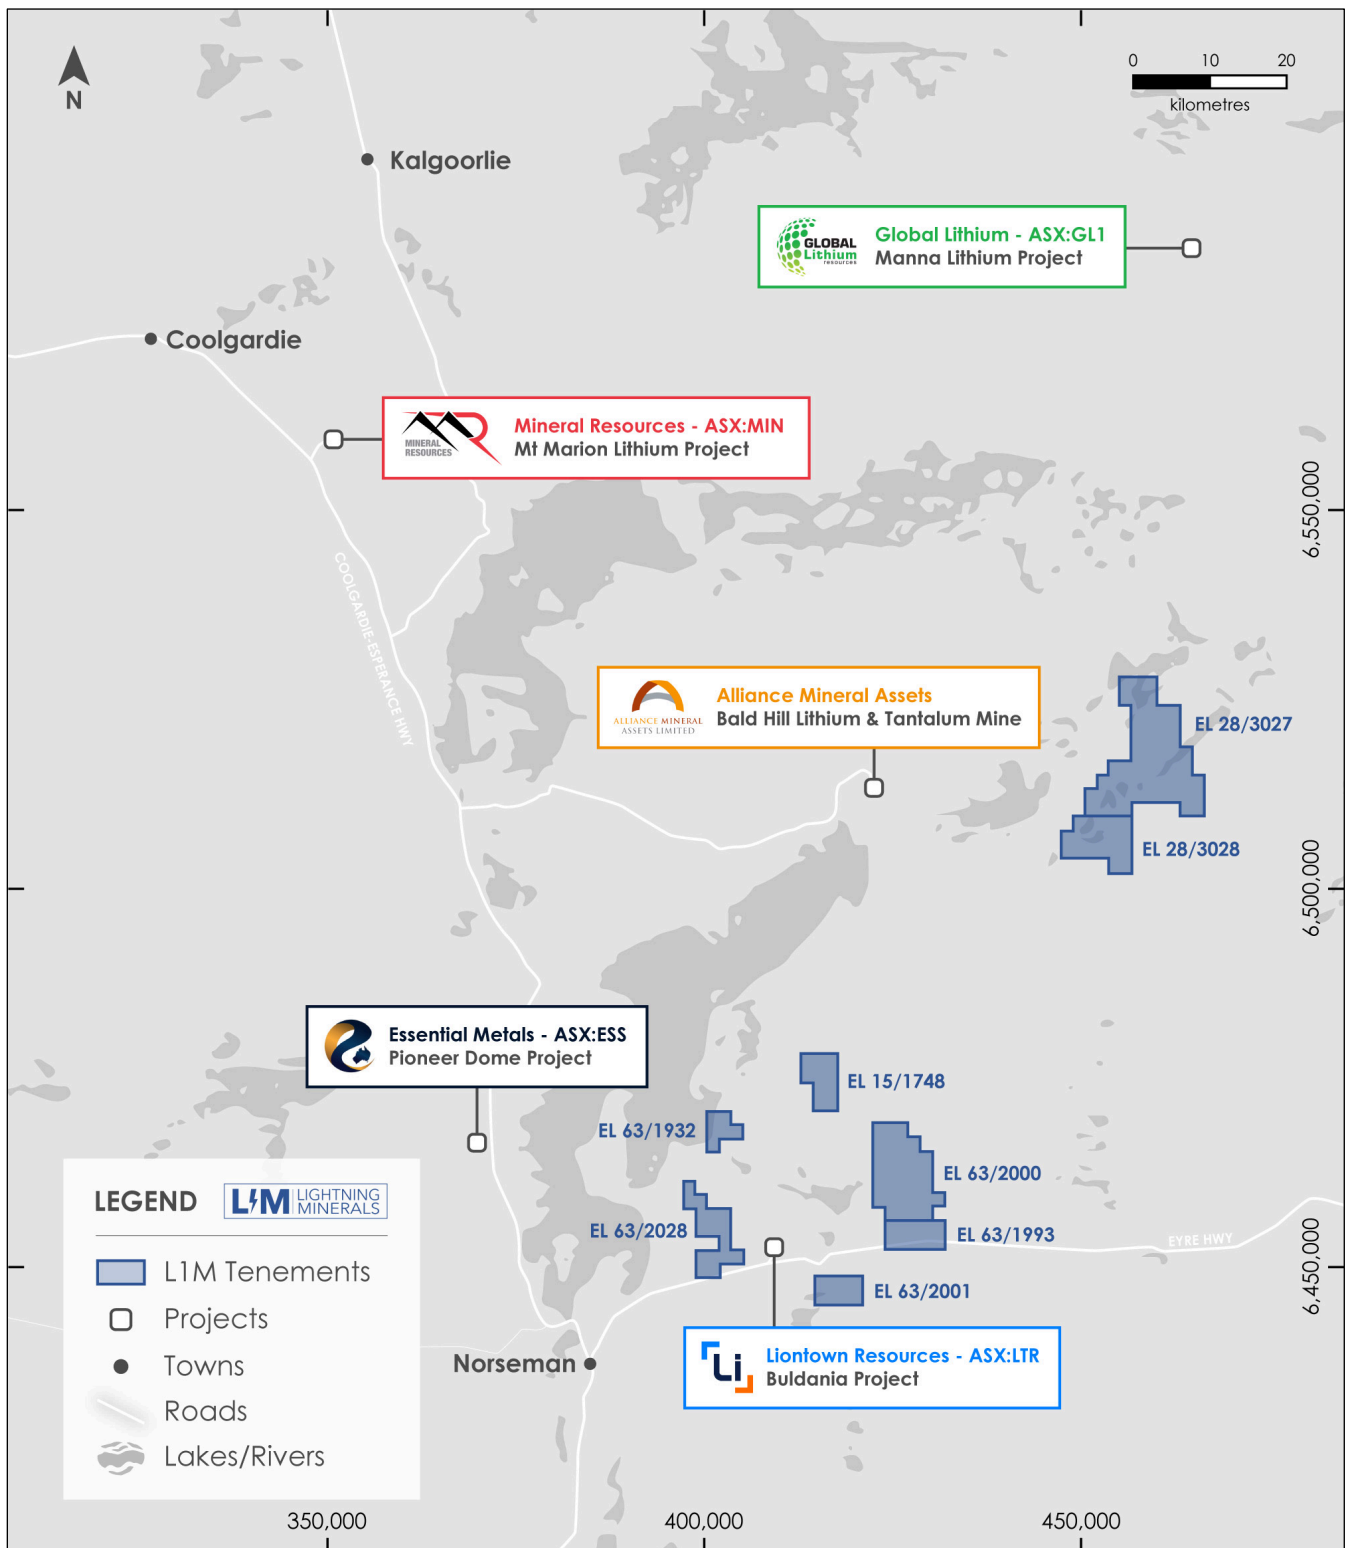 N
0 10 20
kilometres
Kalgoorlie
GLOBAL
Lithium
resources
Global Lithium - ASX:GL1
Manna Lithium Project
Coolgardie
MINERAL
RESOURCES
Mineral Resources - ASX:MIN
Mt Marion Lithium Project
6,550,000
COOLGARDIE-ESPERANCE HWY
ALLIANCE MINERAL
ASSETS LIMITED
Alliance Mineral Assets
Bald Hill Lithium & Tantalum Mine
EL 28/3027
EL 28/3028
6,500,000
Essential Metals - ASX:ESS
Pioneer Dome Project
EL 15/1748
EL 63/1932
EL 63/2000
EL 63/2028
EL 63/1993
EYRE HWY
6,450,000
EL 63/2001
Norseman
Li
Liontown Resources - ASX:LTR
Buldania Project
LEGEND
L1M LIGHTNING
MINERALS
L1M Tenements
Projects
Towns
Roads
Lakes/Rivers
350,000 400,000 450,000